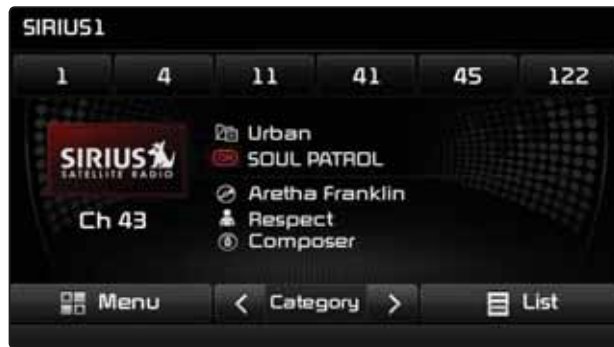 SIRIUS1
1 4 11 41 45 122
Urban
CH SOUL PATROL
SIRIUS
SATELLITE RADIO
Aretha Franklin
Ch 43
Respect
Composer
Menu < Category > List